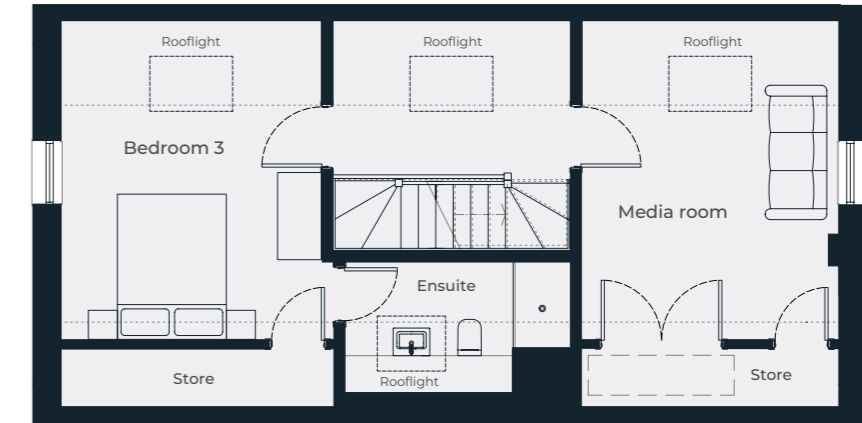 Rooflight
Rooflight
Rooflight
Bedroom 3
Media room
Ensuite
Store
Rooflight
Store